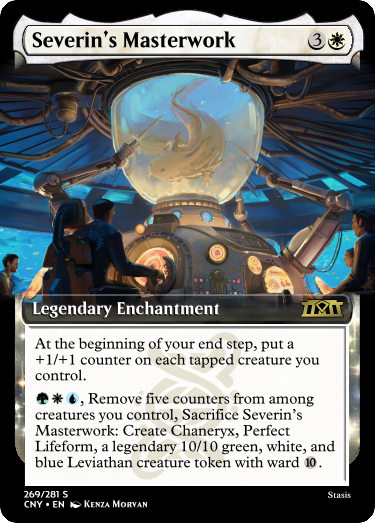 Severin's Masterwork 3
Legendary Enchantment
At the beginning of your end step, put a
+1/+1 counter on each tapped creature you
control.
, Remove five counters from among
creatures you control, Sacrifice Severin's
Masterwork: Create Chaneryx, Perfect
Lifeform, a legendary 10/10 green, white, and
blue Leviathan creature token with ward 10.
269/281 S
Stasis
CNY • EN Kenza Morvan